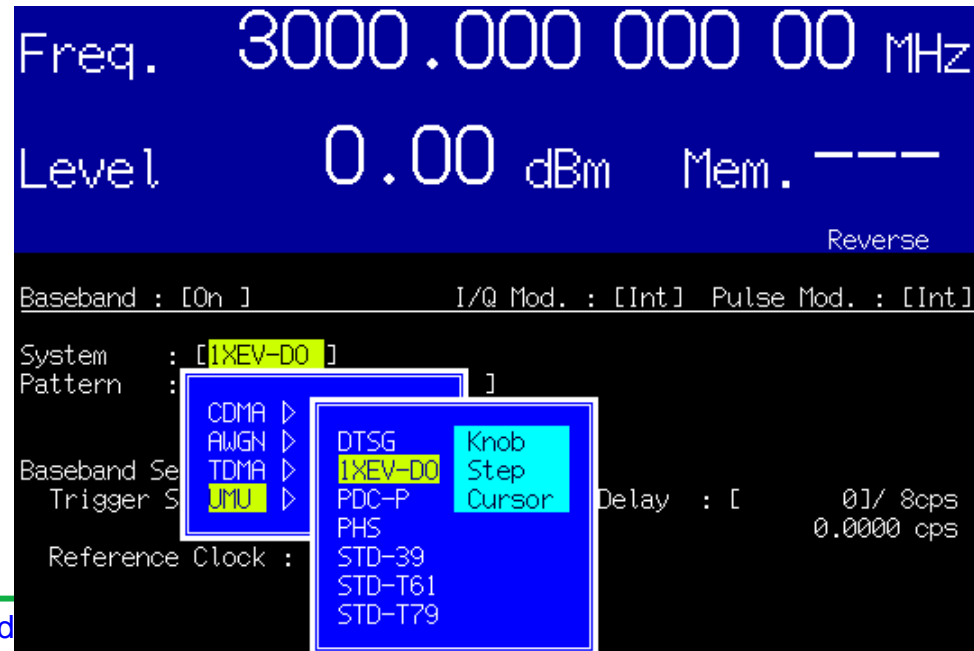 Freq. 3000.000 000 00 MHz
Level 0.00 dBm Mem. ---
Reverse
Baseband : [On ] I/Q Mod. : [Int] Pulse Mod. : [Int]
System : [1XEV-DO ]
Pattern : ]
CDMA ▷
AWGN ▷
Baseband Se TDMA ▷
Trigger S UMU ▷
DTSG
1XEV-DO
PDC-P
PHS
STD-39
STD-T61
STD-T79
Knob
Step
Cursor
Delay : [ 0]/ 8cps
0.0000 cps
Reference Clock :
d